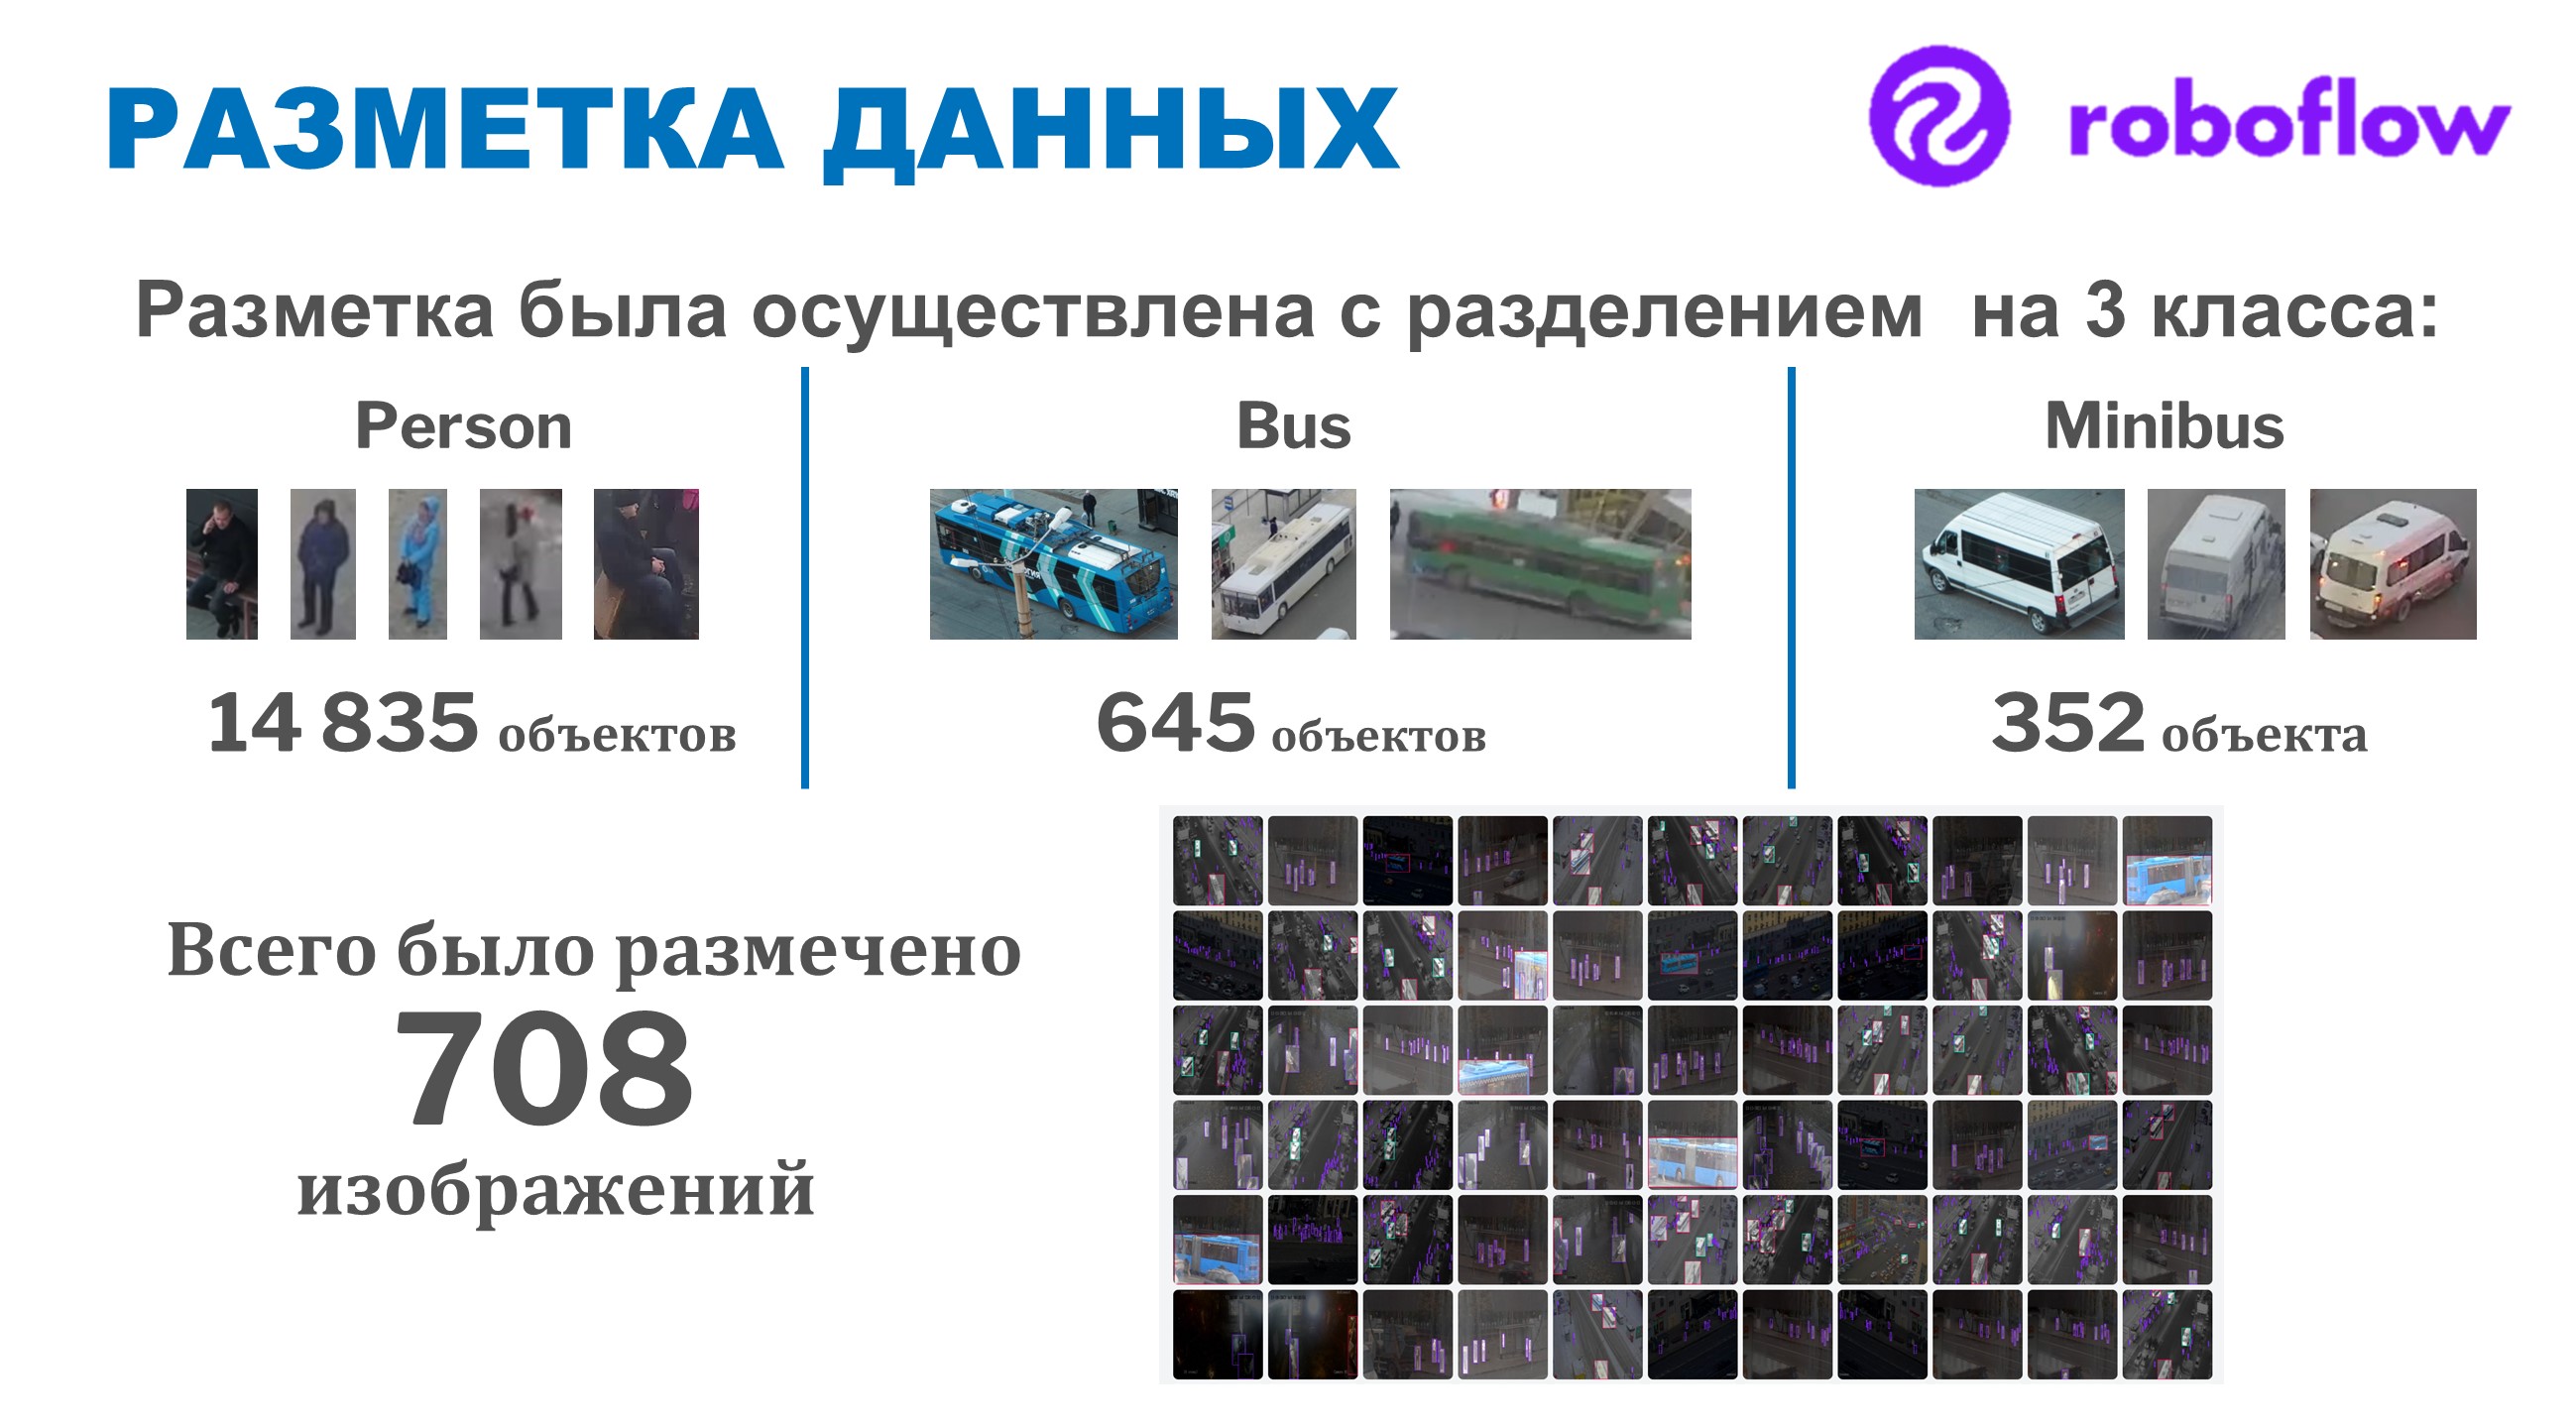 РАЗМЕТКА ДАННЫХ
roboflow
Разметка была осуществлена с разделением на 3 класса:
Person
Bus
Minibus
14 835 объектов
645 объектов
352 объекта
Всего было размечено
708
изображений